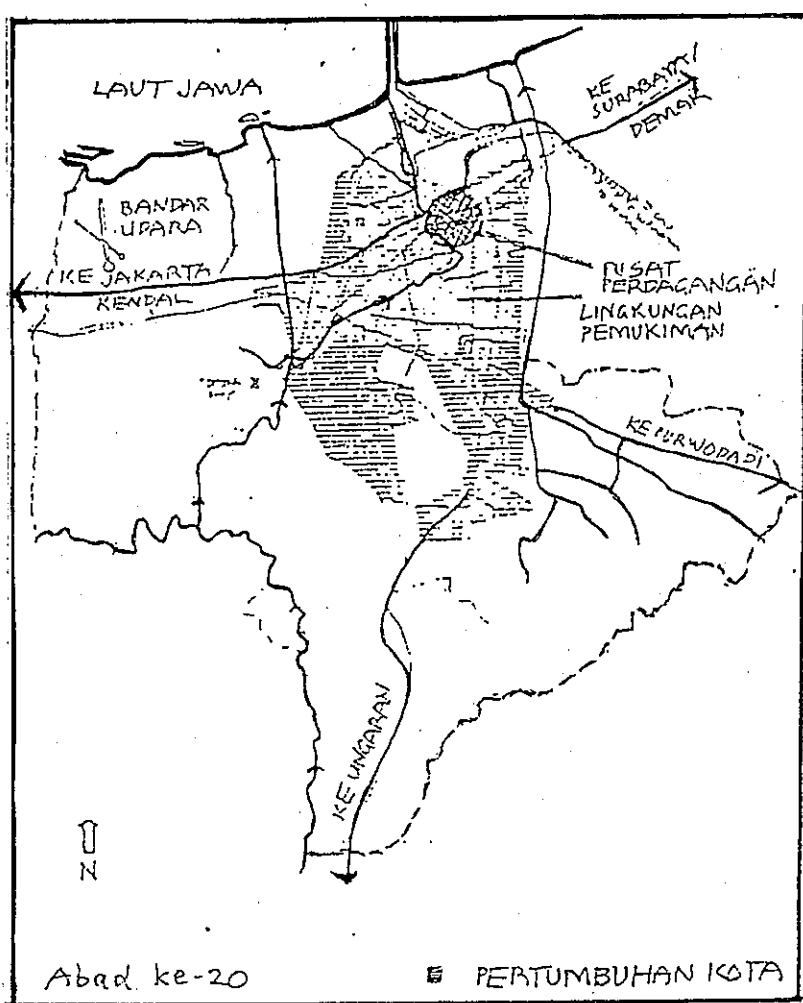 LAUT JAWA
KE
SURABAYA/
DEMAK
BANDAR
UDARA
KE JAKARTA
KENDAL
PUSAT
PERDAGANGAN
LINGKUNGAN
PEMUKIMAN
KE PURWODADI
KE UNGARAN
N
Abad ke-20
PERTUMBUHAN KOTA